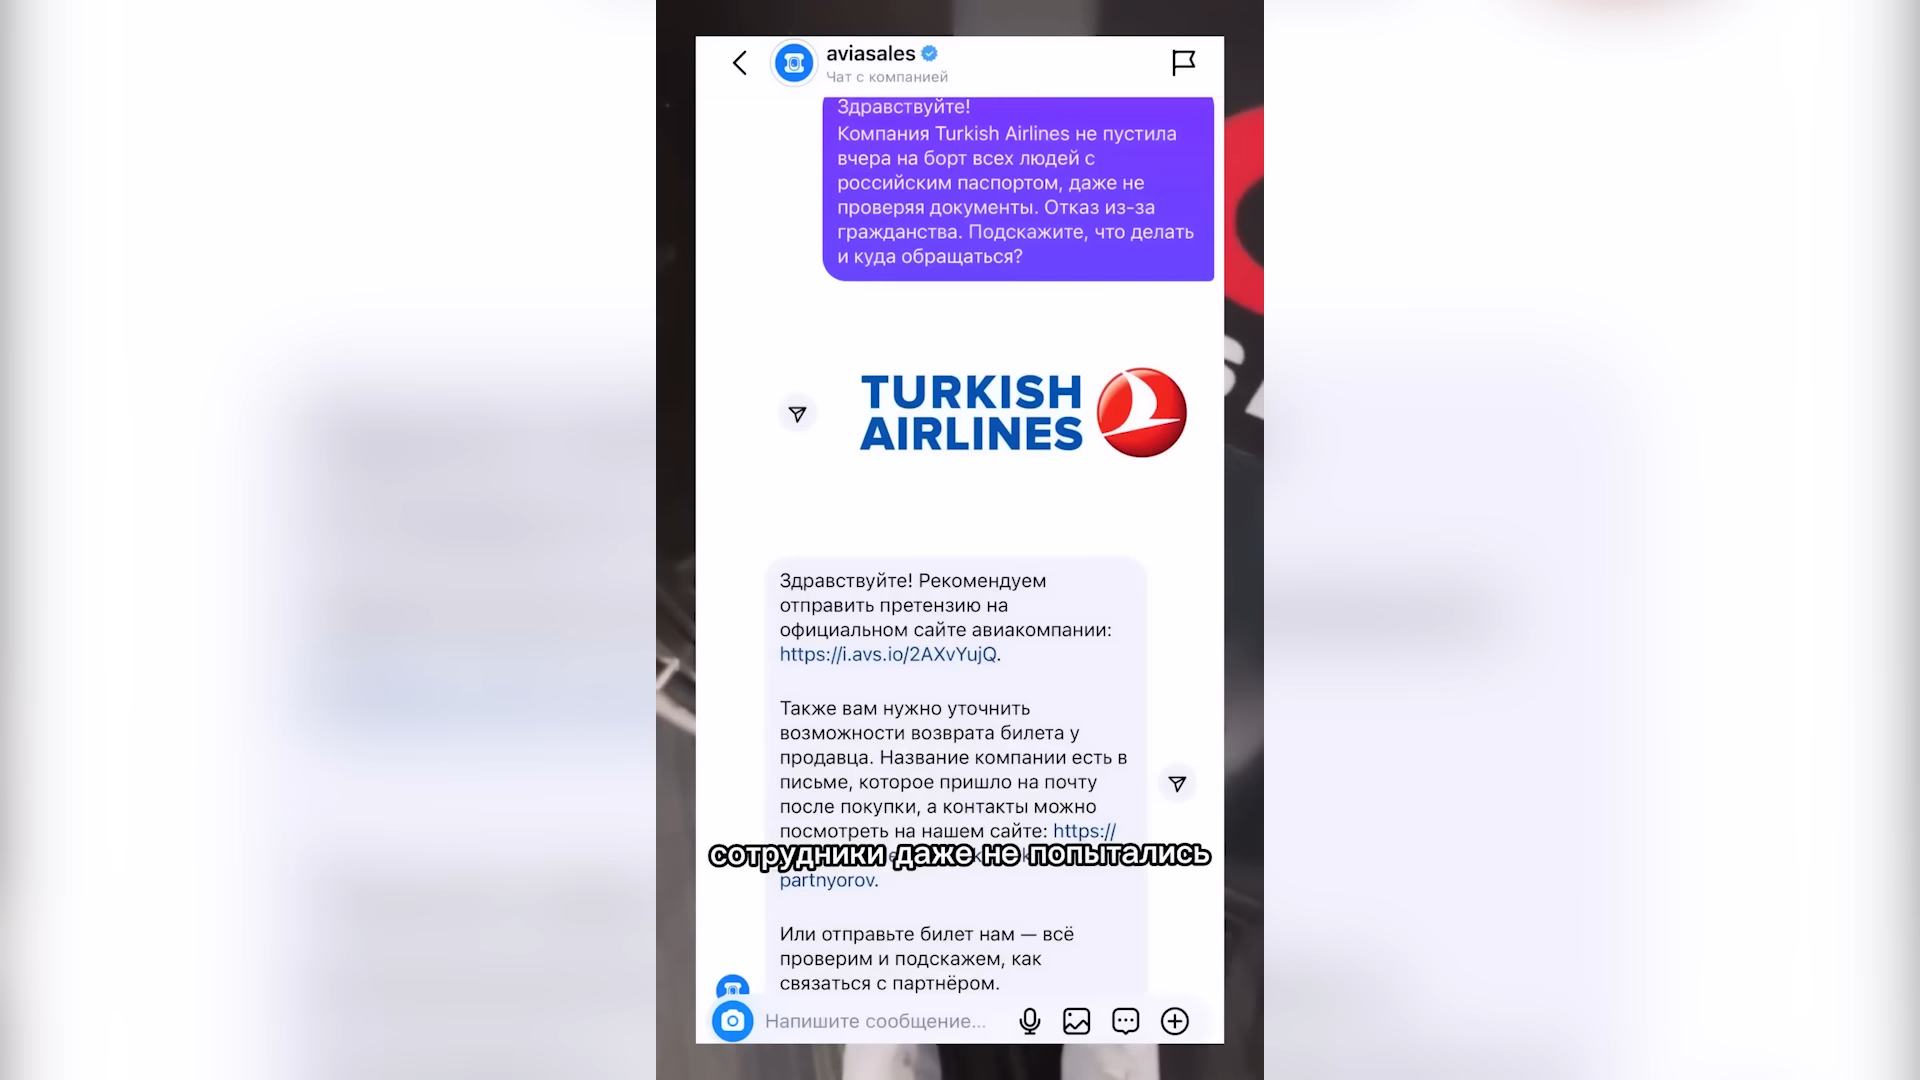 aviasales
Чат с компанией
Здравствуйте!
Компания Turkish Airlines не пустила
вчера на борт всех людей с
российским паспортом, даже не
проверяя документы. Отказ из-за
гражданства. Подскажите, что делать
и куда обращаться?
TURKISH
AIRLINES
Здравствуйте! Рекомендуем
отправить претензию на
официальном сайте авиакомпании:
https://i.avs.io/2AXvYujQ.
Также вам нужно уточнить
возможности возврата билета у
продавца. Название компании есть в
письме, которое пришло на почту
после покупки, а контакты можно
посмотреть на нашем сайте: https://
сотрудники даже не попытались
partnyorov.
Или отправьте билет нам — всё
проверим и подскажем, как
связаться с партнёром.
Напишите сообщение...